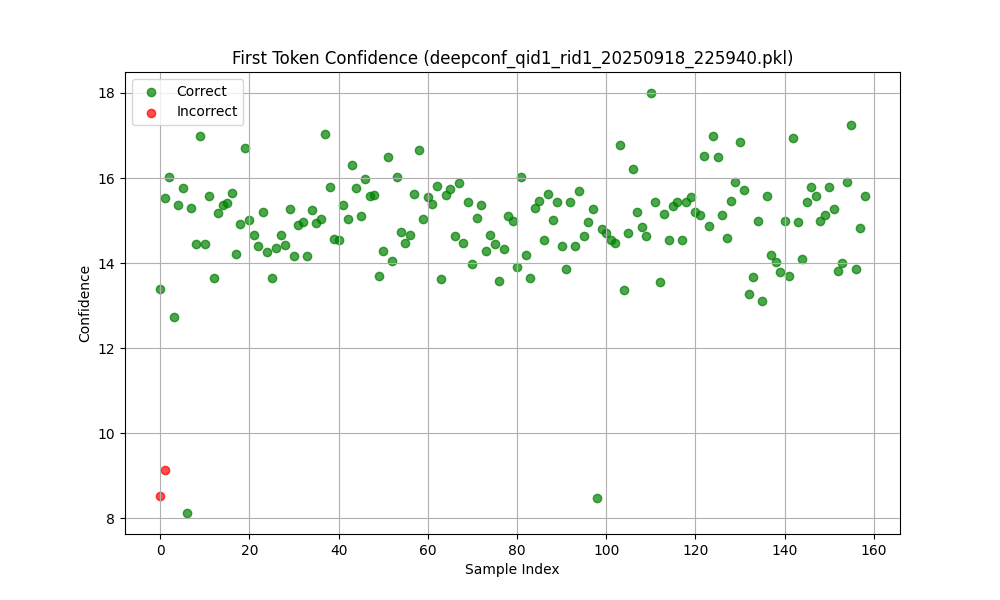 First Token Confidence (deepconf_qid1_rid1_20250918_225940.pkl)
Correct
Incorrect
18
16
14
12
10
8
Confidence
0 20 40 60 80 100 120 140 160
Sample Index